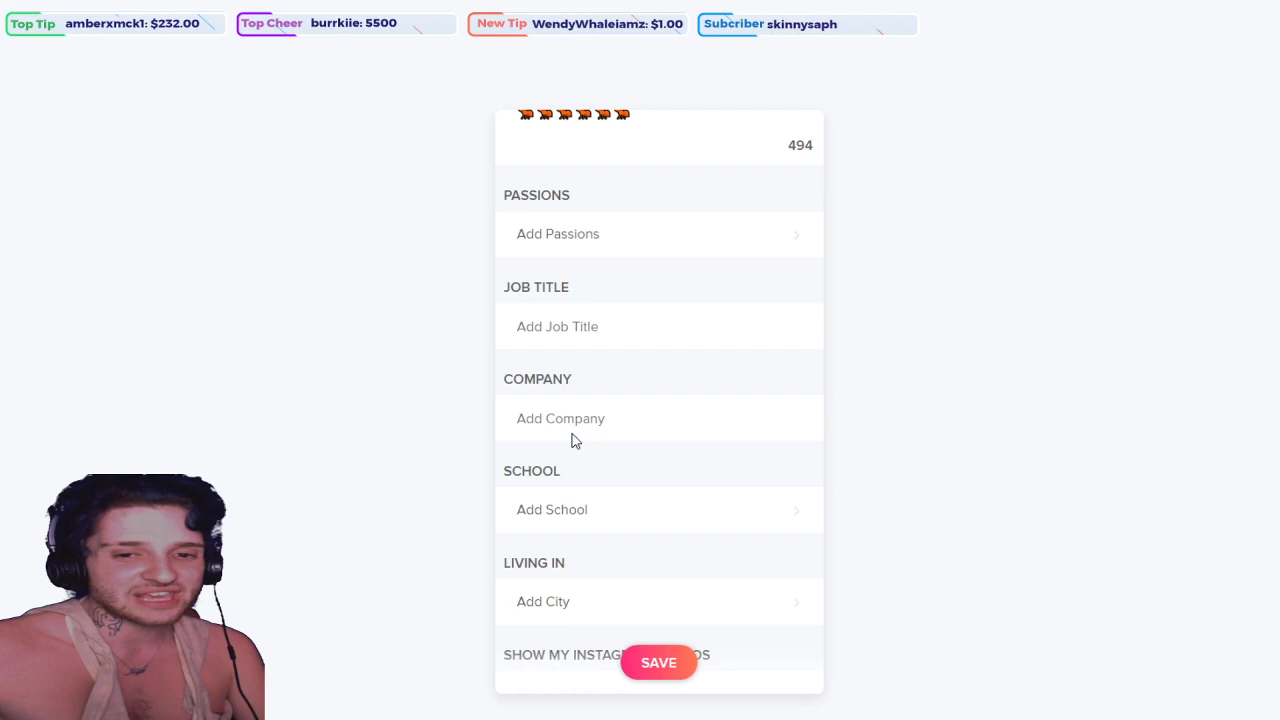 Top Tip amberxmck1: $232.00 Top Cheer burrkiie: 5500 New Tip WendyWhaleiamz: $1.00 Subcriber skinnysaph
494
PASSIONS
Add Passions
JOB TITLE
Add Job Title
COMPANY
Add Company
SCHOOL
Add School
LIVING IN
Add City
SHOW MY
SAVE